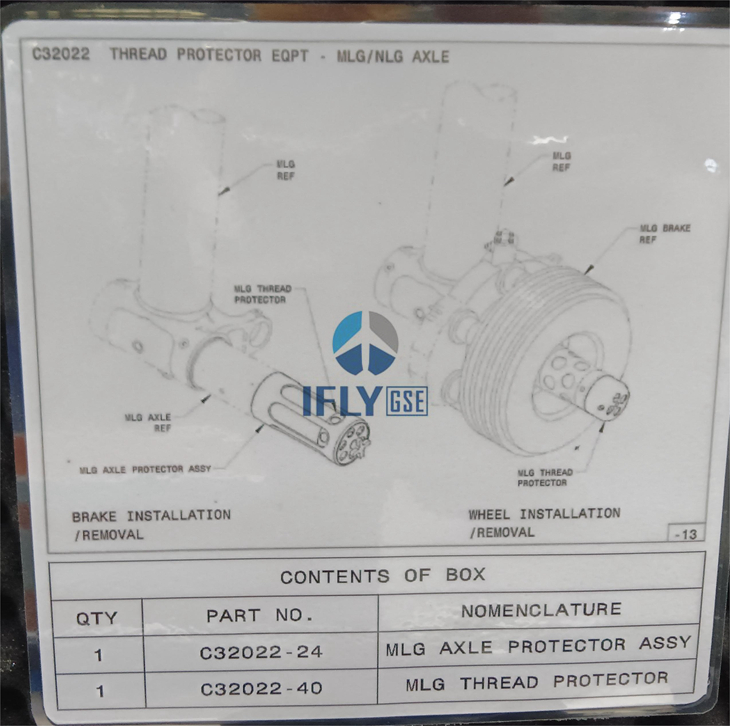 C32022 THREAD PROTECTOR EQPT - MLG/NLG AXLE
MLG
REF
MLG
REF
MLG BRAKE
REF
MLG THREAD
PROTECTOR
IFLY GSE
MLG AXLE
REF
MLG AXLE PROTECTOR ASSY
MLG THREAD
PROTECTOR
BRAKE INSTALLATION
/REMOVAL
WHEEL INSTALLATION
/REMOVAL
-13
CONTENTS OF BOX
QTY PART NO. NOMENCLATURE
1 C32022-24 MLG AXLE PROTECTOR ASSY
1 C32022-40 MLG THREAD PROTECTOR